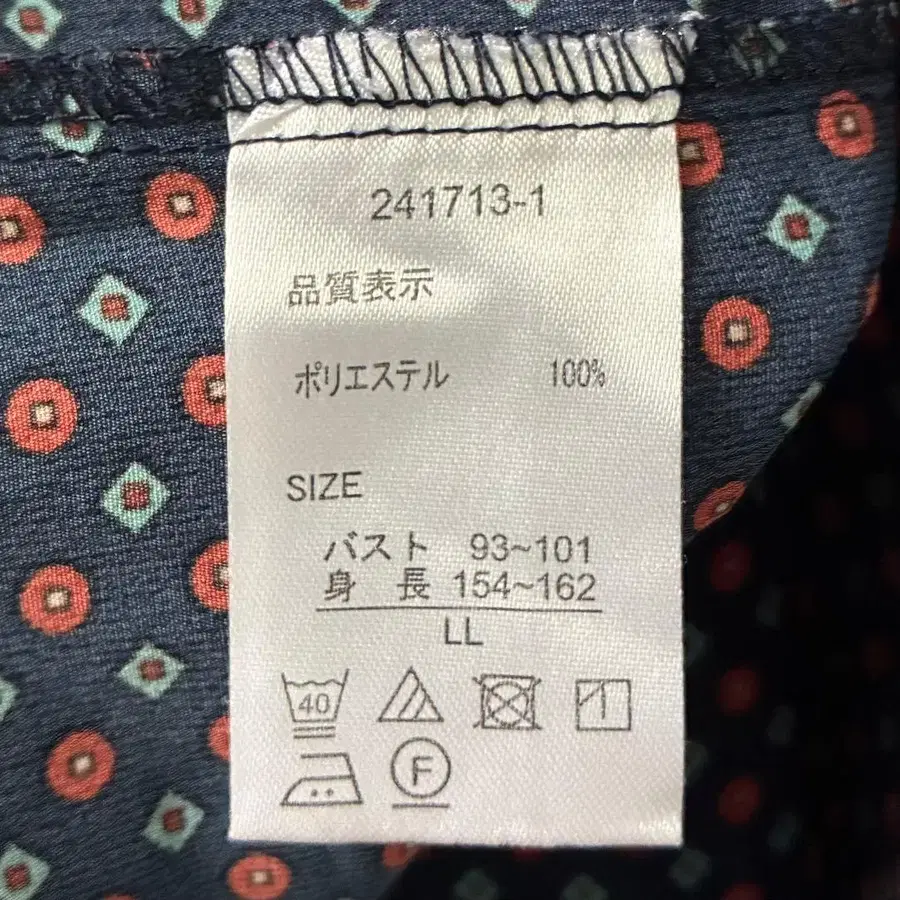 241713-1
品質表示
ポリエステル 100%
SIZE
バスト 93~101
身 長 154~162
LL
40
F